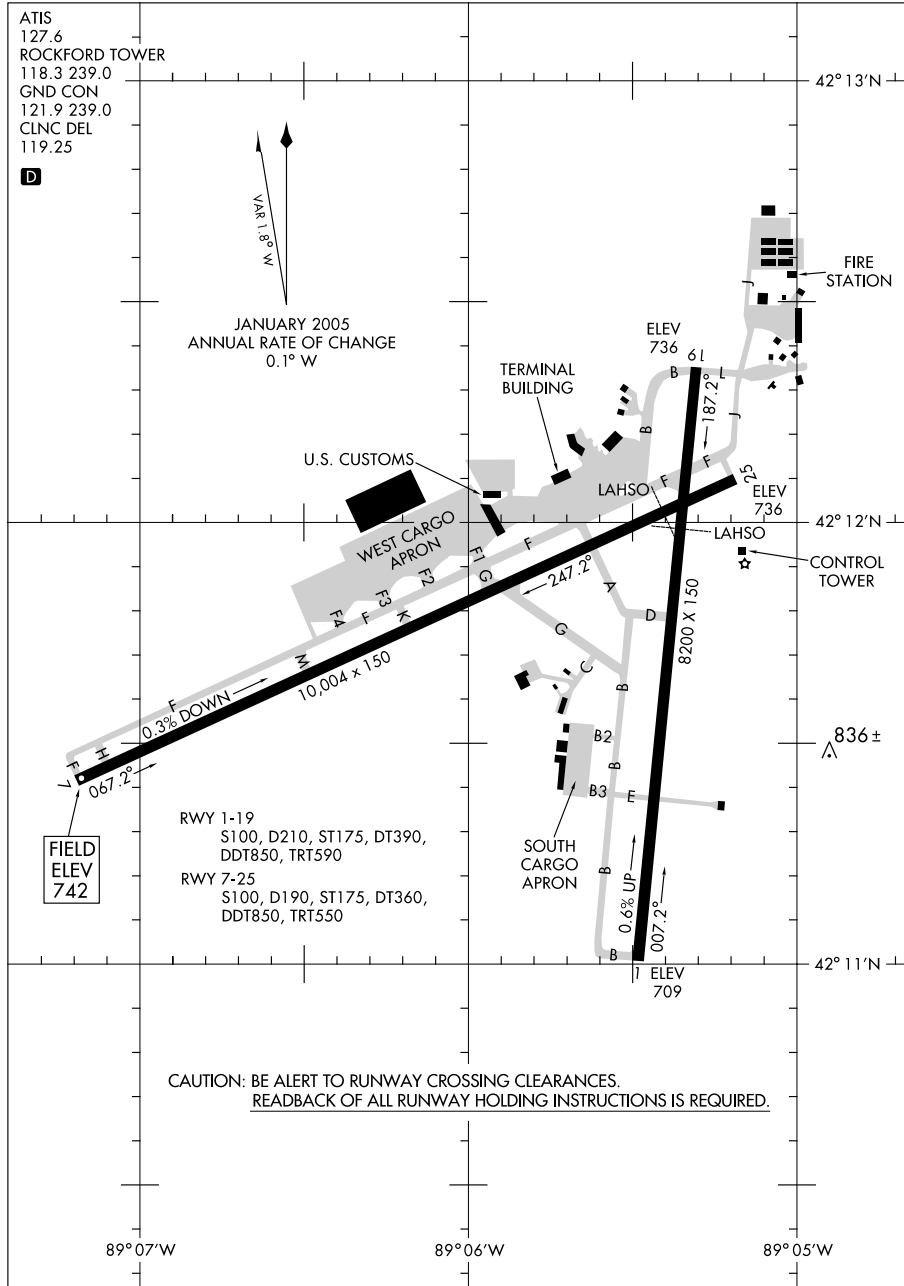 ATIS
127.6
ROCKFORD TOWER
118.3 239.0
GND CON
121.9 239.0
CLNC DEL
119.25
D
42° 13'N
VAR 1.8° W
JANUARY 2005
ANNUAL RATE OF CHANGE
0.1° W
J
FIRE
STATION
ELEV
736
19
B
L
187.2°
J
TERMINAL
BUILDING
B
U.S. CUSTOMS
F
F
LAHSO
25
ELEV
736
42° 12'N
LAHSO
WEST CARGO
APRON
F
F1
G
F2
F3
F
F4
K
M
247.2°
A
D
CONTROL
TOWER
8200 X 150
G
C
B
10,004 x 150
F
0.3% DOWN
H
F
7
067.2°
B2
B
B3
E
836 ±
FIELD
ELEV
742
RWY 1-19
S100, D210, ST175, DT390,
DDT850, TRT590
RWY 7-25
S100, D190, ST175, DT360,
DDT850, TRT550
SOUTH
CARGO
APRON
B
0.6% UP
007.2°
B
1
ELEV
709
42° 11'N
CAUTION: BE ALERT TO RUNWAY CROSSING CLEARANCES.
READBACK OF ALL RUNWAY HOLDING INSTRUCTIONS IS REQUIRED.
89° 07'W
89° 06'W
89° 05'W